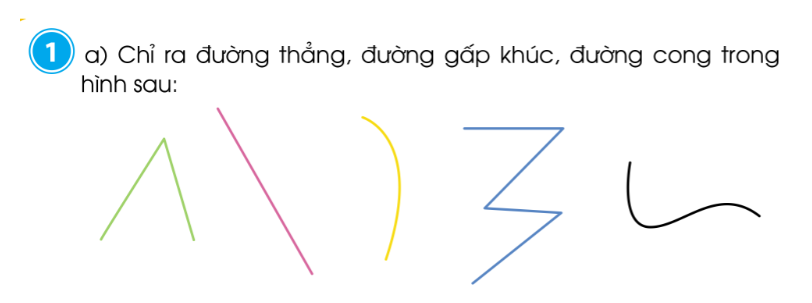 1 a) Chỉ ra đường thẳng, đường gấp khúc, đường cong trong
hình sau: